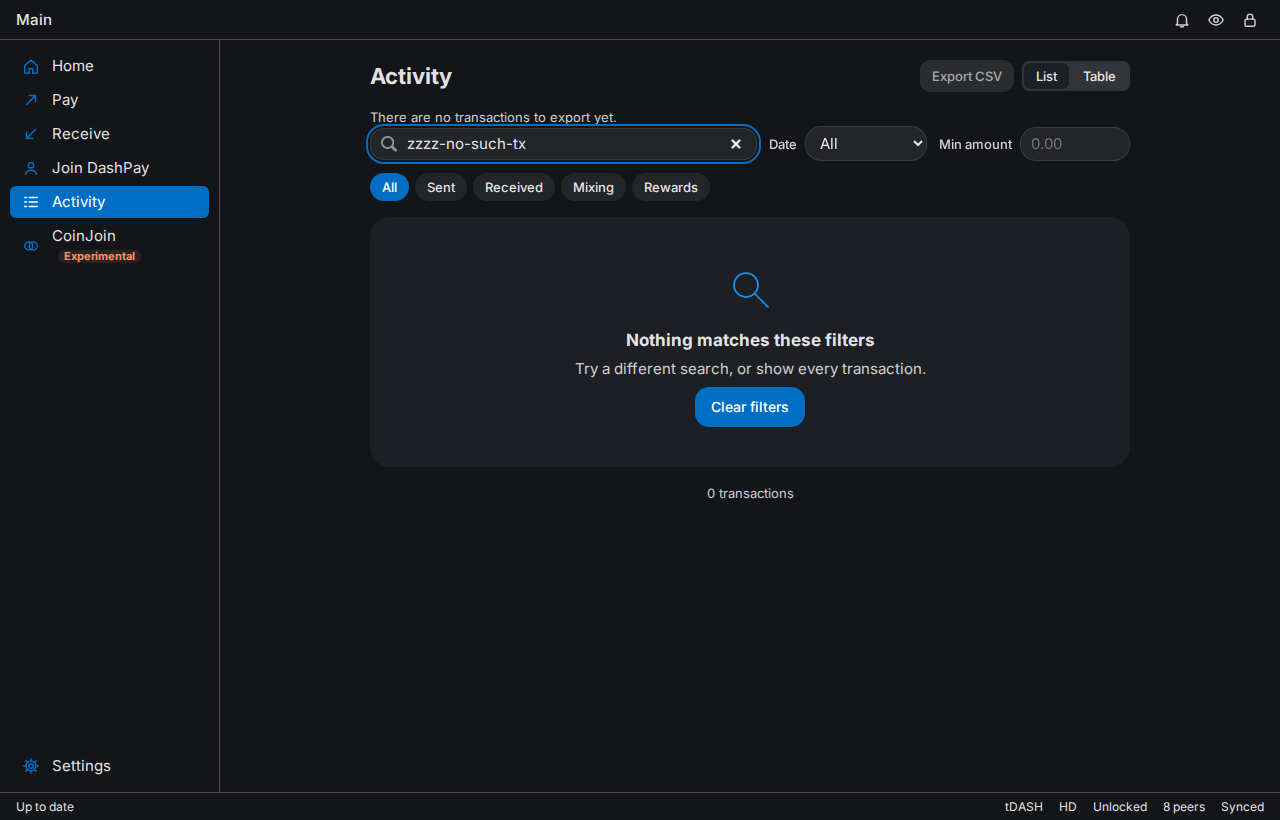 Main
Home
Pay
Receive
Join DashPay
Activity
CoinJoin
Experimental
Settings
Activity
Export CSV
List
Table
There are no transactions to export yet.
zzzz-no-such-tx
Date
All
Min amount
0.00
All
Sent
Received
Mixing
Rewards
Nothing matches these filters
Try a different search, or show every transaction.
Clear filters
0 transactions
Up to date
tDASH
HD
Unlocked
8 peers
Synced